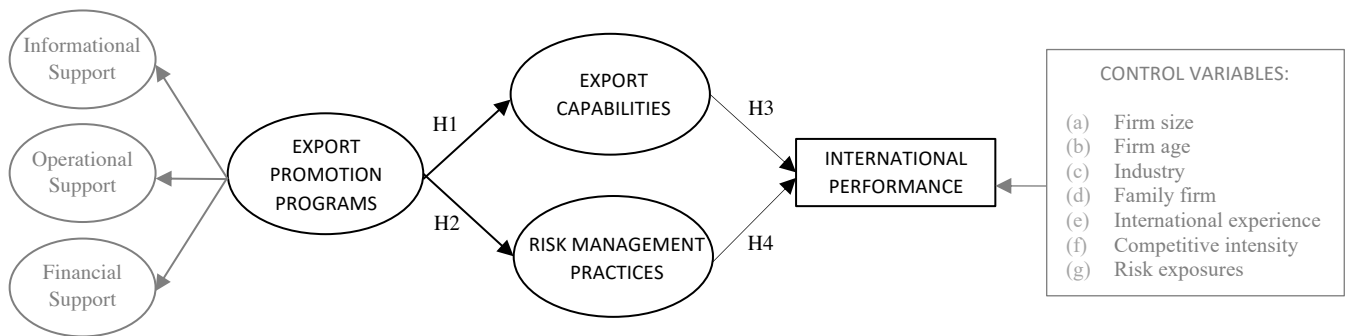 Informational
Support
Operational
Support
Financial
Support
EXPORT
PROMOTION
PROGRAMS
H1
H2
EXPORT
CAPABILITIES
RISK MANAGEMENT
PRACTICES
H3
H4
INTERNATIONAL
PERFORMANCE
CONTROL VARIABLES:
(a) Firm size
(b) Firm age
(c) Industry
(d) Family firm
(e) International experience
(f) Competitive intensity
(g) Risk exposures